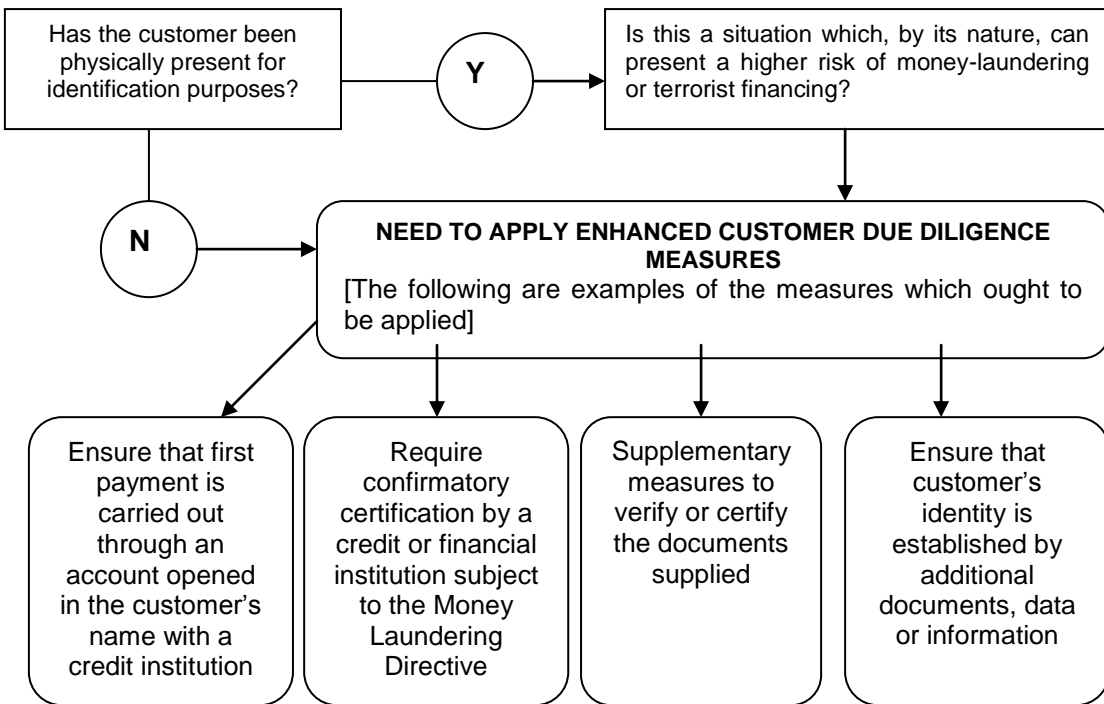 Has the customer been
physically present for
identification purposes?
Y
Is this a situation which, by its nature, can
present a higher risk of money-laundering
or terrorist financing?
N
NEED TO APPLY ENHANCED CUSTOMER DUE DILIGENCE
MEASURES
[The following are examples of the measures which ought to
be applied]
Ensure that first
payment is
carried out
through an
account opened
in the customer’s
name with a
credit institution
Require
confirmatory
certification by a
credit or financial
institution subject
to the Money
Laundering
Directive
Supplementary
measures to
verify or certify
the documents
supplied
Ensure that
customer’s
identity is
established by
additional
documents, data
or information